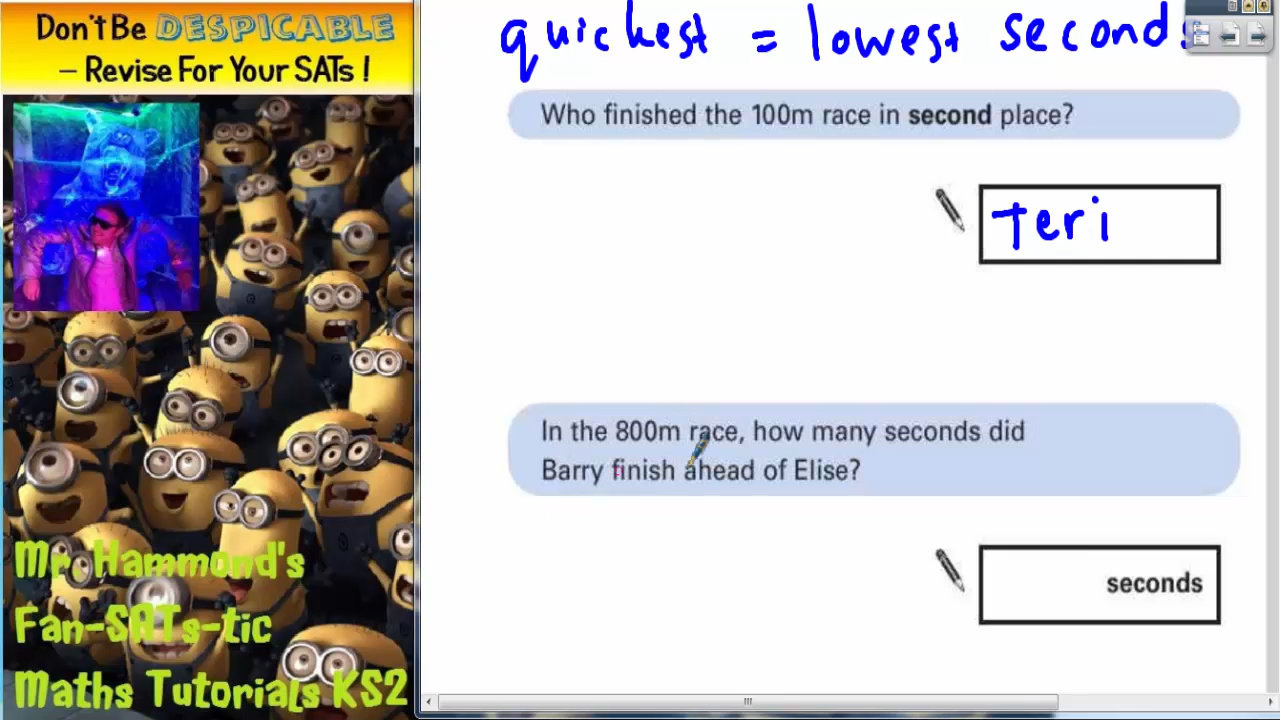 Don't Be DESPICABLE
– Revise For Your SATs !
Mr. Hammond's
Fan-SATs-tic
Maths Tutorials KS2
quickest = lowest seconds
Who finished the 100m race in second place?
Teri
In the 800m race, how many seconds did
Barry finish ahead of Elise?
seconds